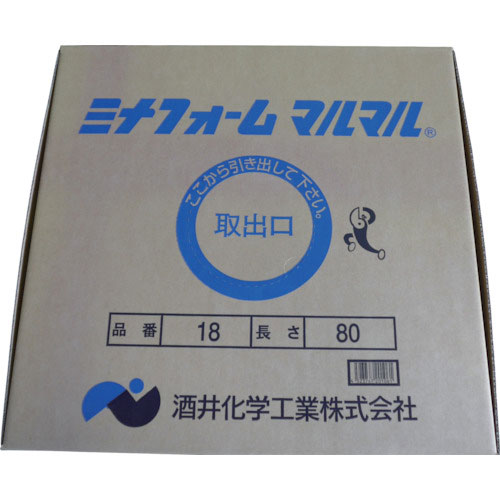 ミナフォーム マルマル®
ここから引き出して下さい。
取出口
品番 18 長さ 80
酒井化学工業株式会社